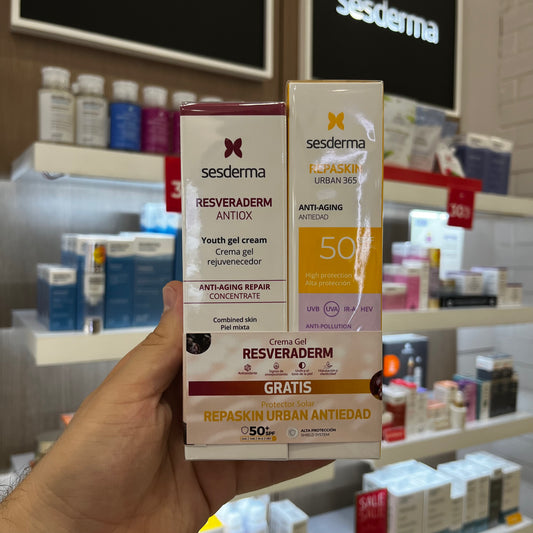 sesderma
sesderma
RESVERADERM
ANTIOX
Youth gel cream
Crema gel
rejuvenecedor
ANTI-AGING REPAIR
CONCENTRATE
Combined skin
Piel mixta
sesderma
REPASKIN
URBAN 365
ANTI-AGING
ANTIEDAD
50
High protection
Alta protección
UVB UVA IR-A HEV
ANTI-POLLUTION
Crema Gel
RESVERADERM
GRATIS
Protector Solar
REPASKIN URBAN ANTIEDAD
50+ SPF
ALTA PROTECCIÓN
SHIELD SYSTEM
SALE